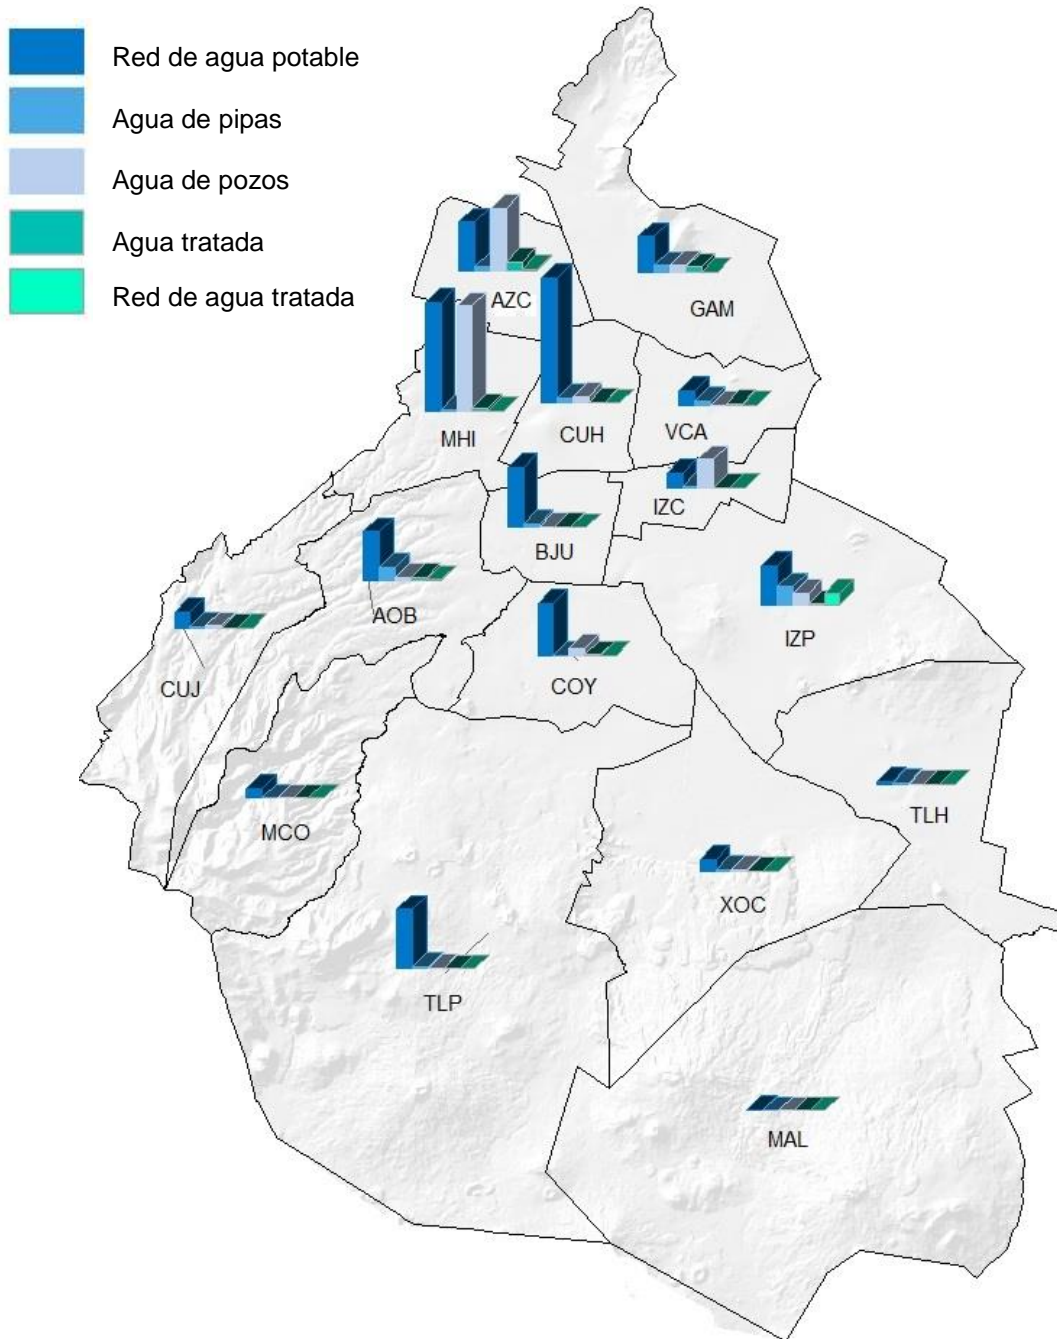 Red de agua potable
Agua de pipas
Agua de pozos
Agua tratada
Red de agua tratada
AZC
GAM
MHI
CUH
VCA
IZC
BJU
AOB
IZP
CUJ
COY
MCO
TLH
XOC
TLP
MAL